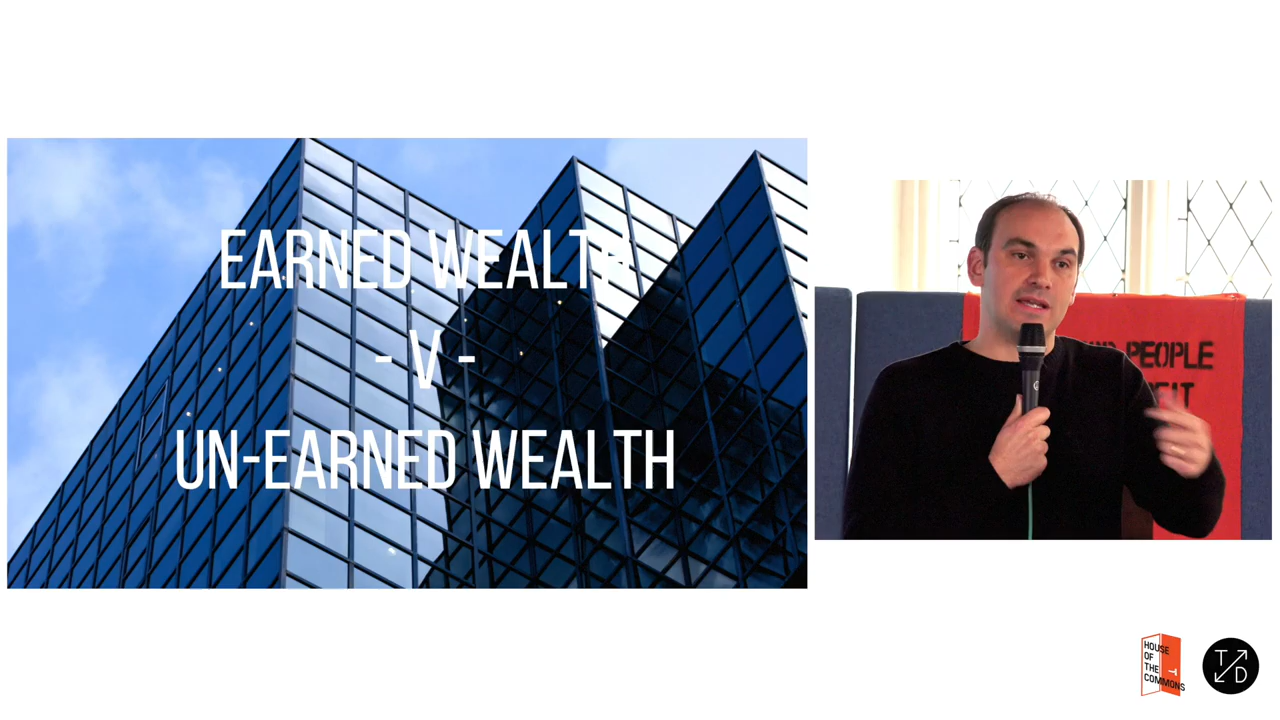 EARNED WEALTH
- V -
UN-EARNED WEALTH
PEOPLE
HOUSE
OF
THE
COMMONS
T
D